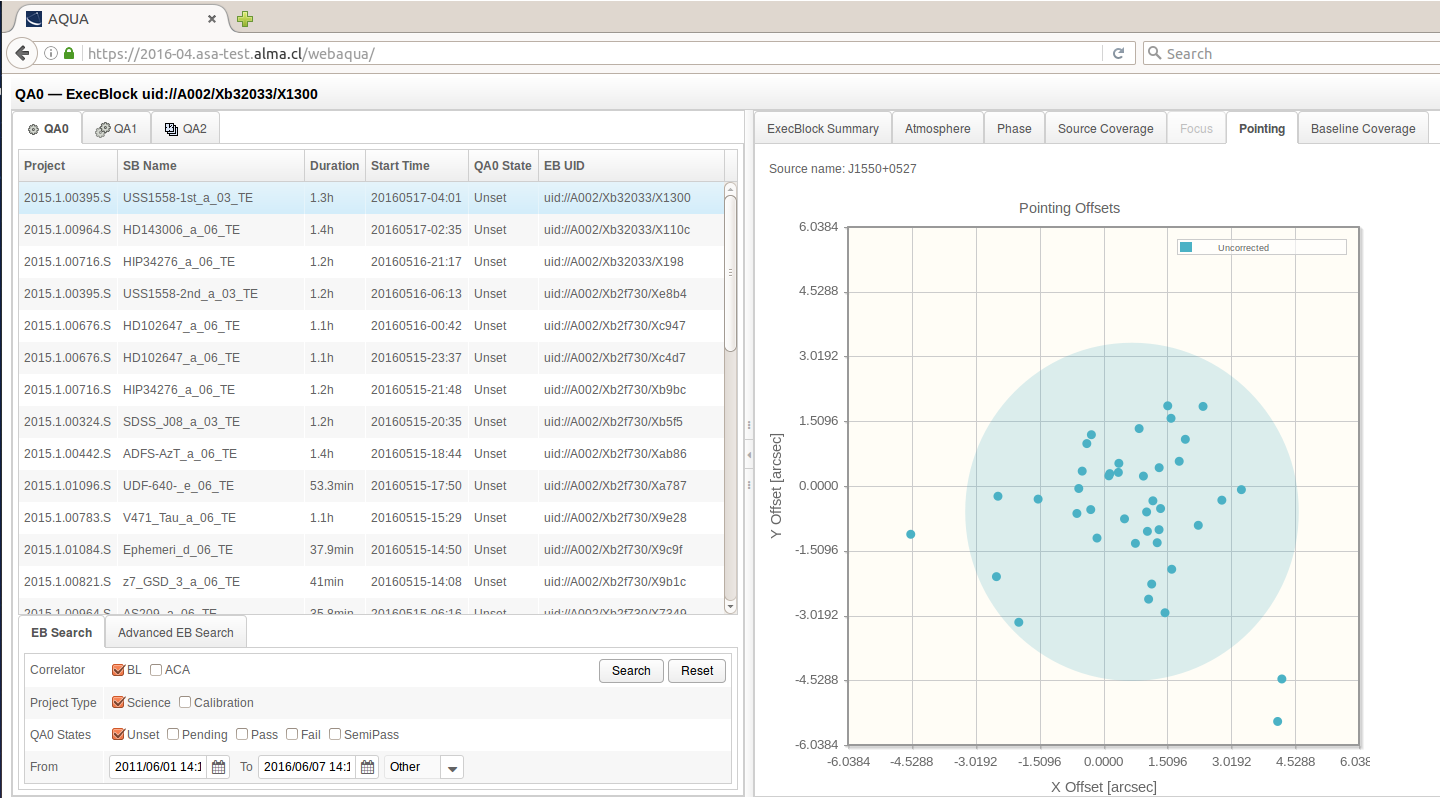 AQUA
https://2016-04.asa-test.alma.cl/webaqua/
Search
QA0 — ExecBlock uid://A002/Xb32033/X1300
QA0 QA1 QA2
Project SB Name Duration Start Time QA0 State EB UID
2015.1.00395.S USS1558-1st_a_03_TE 1.3h 20160517-04:01 Unset uid://A002/Xb32033/X1300
2015.1.00964.S HD143006_a_06_TE 1.4h 20160517-02:35 Unset uid://A002/Xb32033/X110c
2015.1.00716.S HIP34276_a_06_TE 1.2h 20160516-21:17 Unset uid://A002/Xb32033/X198
2015.1.00395.S USS1558-2nd_a_03_TE 1.2h 20160516-06:13 Unset uid://A002/Xb2f730/Xe8b4
2015.1.00676.S HD102647_a_06_TE 1.1h 20160516-00:42 Unset uid://A002/Xb2f730/Xc947
2015.1.00676.S HD102647_a_06_TE 1.1h 20160515-23:37 Unset uid://A002/Xb2f730/Xc4d7
2015.1.00716.S HIP34276_a_06_TE 1.2h 20160515-21:48 Unset uid://A002/Xb2f730/Xb9bc
2015.1.00324.S SDSS_J08_a_03_TE 1.2h 20160515-20:35 Unset uid://A002/Xb2f730/Xb5f5
2015.1.00442.S ADFS-AzT_a_06_TE 1.4h 20160515-18:44 Unset uid://A002/Xb2f730/Xab86
2015.1.01096.S UDF-640-_e_06_TE 53.3min 20160515-17:50 Unset uid://A002/Xb2f730/Xa787
2015.1.00783.S V471_Tau_a_06_TE 1.1h 20160515-15:29 Unset uid://A002/Xb2f730/X9e28
2015.1.01084.S Ephemeri_d_06_TE 37.9min 20160515-14:50 Unset uid://A002/Xb2f730/X9c9f
2015.1.00821.S z7_GSD_3_a_06_TE 41min 20160515-14:08 Unset uid://A002/Xb2f730/X9b1c
2015.1.00964.S AS209_a_06_TE 35.8min 20160515-06:16 Unset uid://A002/Xb2f730/X7349
EB Search Advanced EB Search
Correlator BL ACA Search Reset
Project Type Science Calibration
QA0 States Unset Pending Pass Fail SemiPass
From 2011/06/01 14:1 To 2016/06/07 14:1 Other
ExecBlock Summary Atmosphere Phase Source Coverage Focus Pointing Baseline Coverage
Source name: J1550+0527
Pointing Offsets
Uncorrected
6.0384
4.5288
3.0192
1.5096
0.0000
-1.5096
-3.0192
-4.5288
-6.0384
Y Offset [arcsec]
-6.0384 -4.5288 -3.0192 -1.5096 0.0000 1.5096 3.0192 4.5288 6.038
X Offset [arcsec]